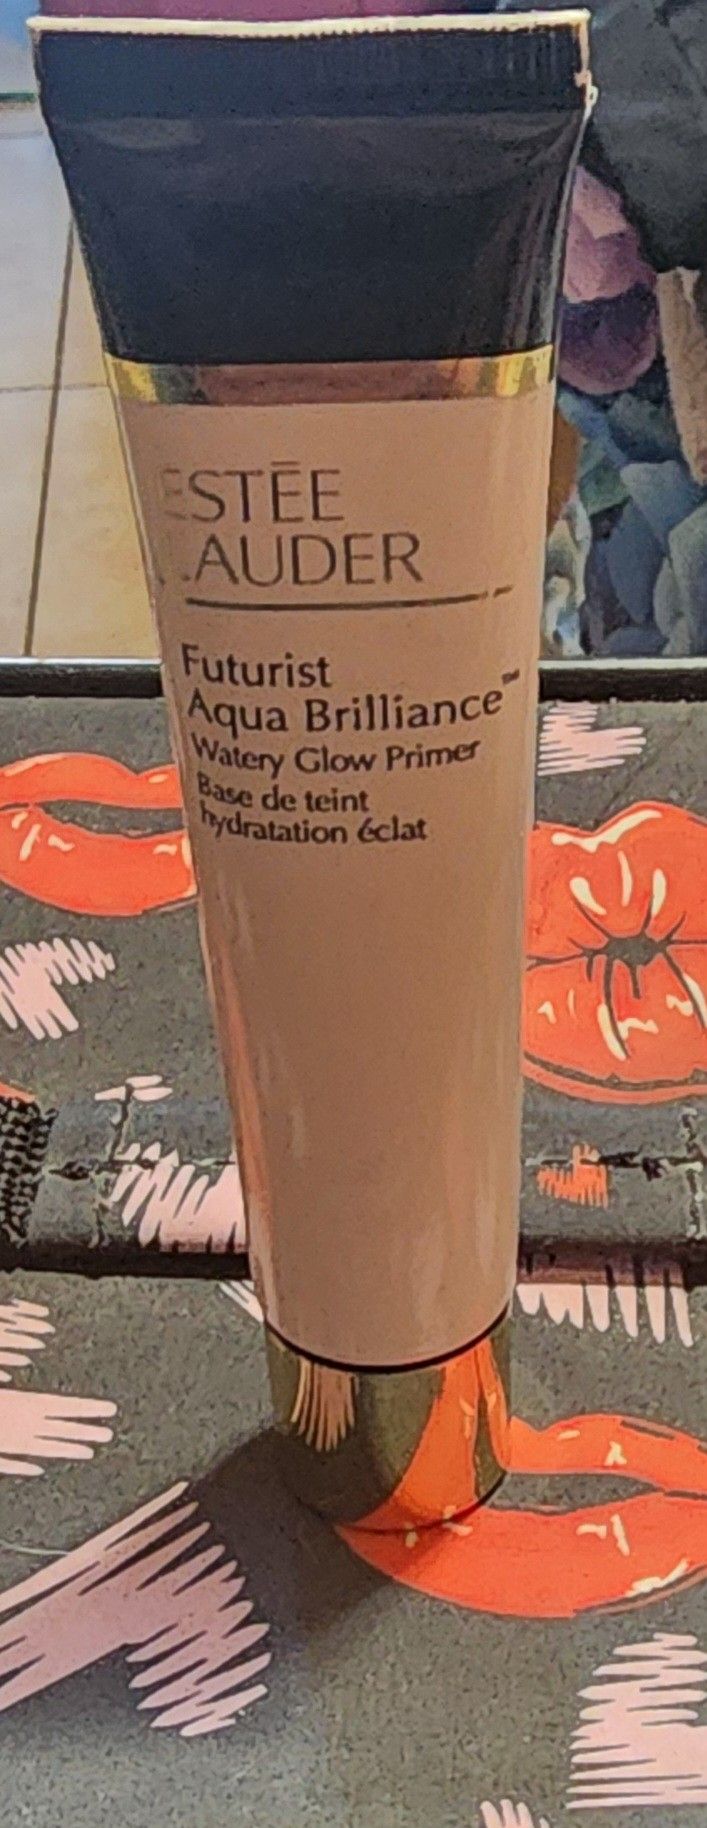 ESTĒE
LAUDER
Futurist
Aqua Brilliance™
Watery Glow Primer
Base de teint
hydratation éclat